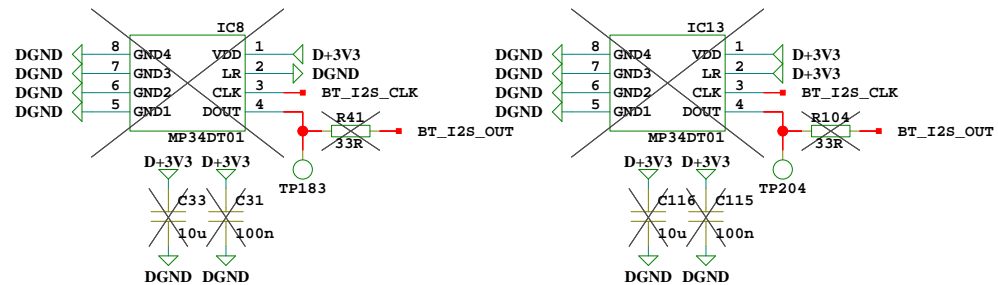 IC8
DGND 8 GND4 VDD 1 D+3V3
DGND 7 GND3 LR 2 DGND
DGND 6 GND2 CLK 3 BT_I2S_CLK
DGND 5 GND1 DOUT 4
R41
BT_I2S_OUT
MP34DT01 33R
D+3V3 D+3V3
TP183
C33 C31
10u 100n
DGND DGND
IC13
DGND 8 GND4 VDD 1 D+3V3
DGND 7 GND3 LR 2 D+3V3
DGND 6 GND2 CLK 3 BT_I2S_CLK
DGND 5 GND1 DOUT 4
R104
BT_I2S_OUT
MP34DT01 33R
D+3V3 D+3V3
TP204
C116 C115
10u 100n
DGND DGND